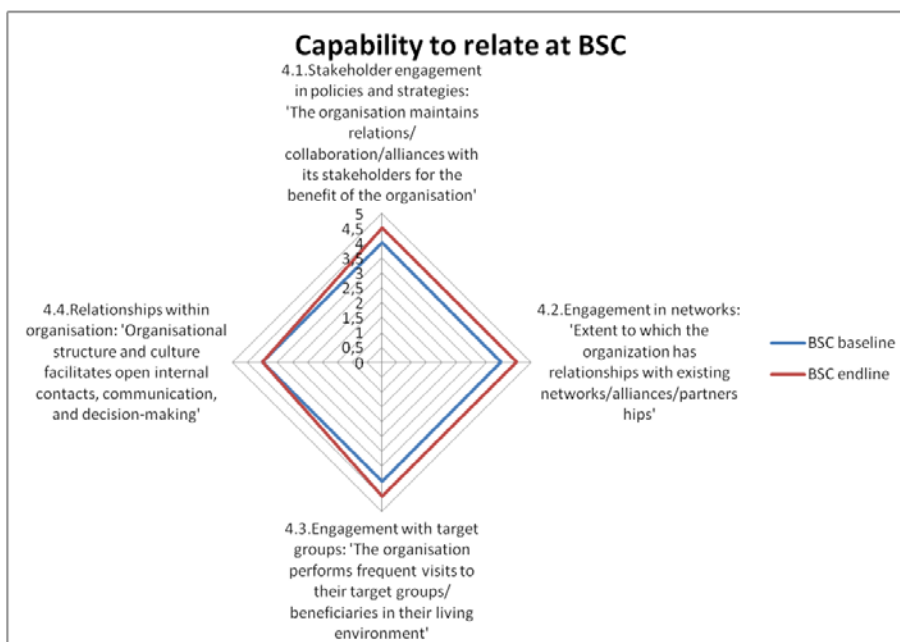 Capability to relate at BSC
4.1.Stakeholder engagement
in policies and strategies:
'The organisation maintains
relations/
collaboration/alliances with
its stakeholders for the
benefit of the organisation'
5
4,5
4
3,5
3
2,5
2
1,5
1
0,5
0
4.4.Relationships within
organisation: 'Organisational
structure and culture
facilitates open internal
contacts, communication,
and decision-making'
4.2.Engagement in networks:
'Extent to which the
organization has
relationships with existing
networks/alliances/partners
hips'
BSC baseline
BSC endline
4.3.Engagement with target
groups: 'The organisation
performs frequent visits to
their target groups/
beneficiaries in their living
environment'